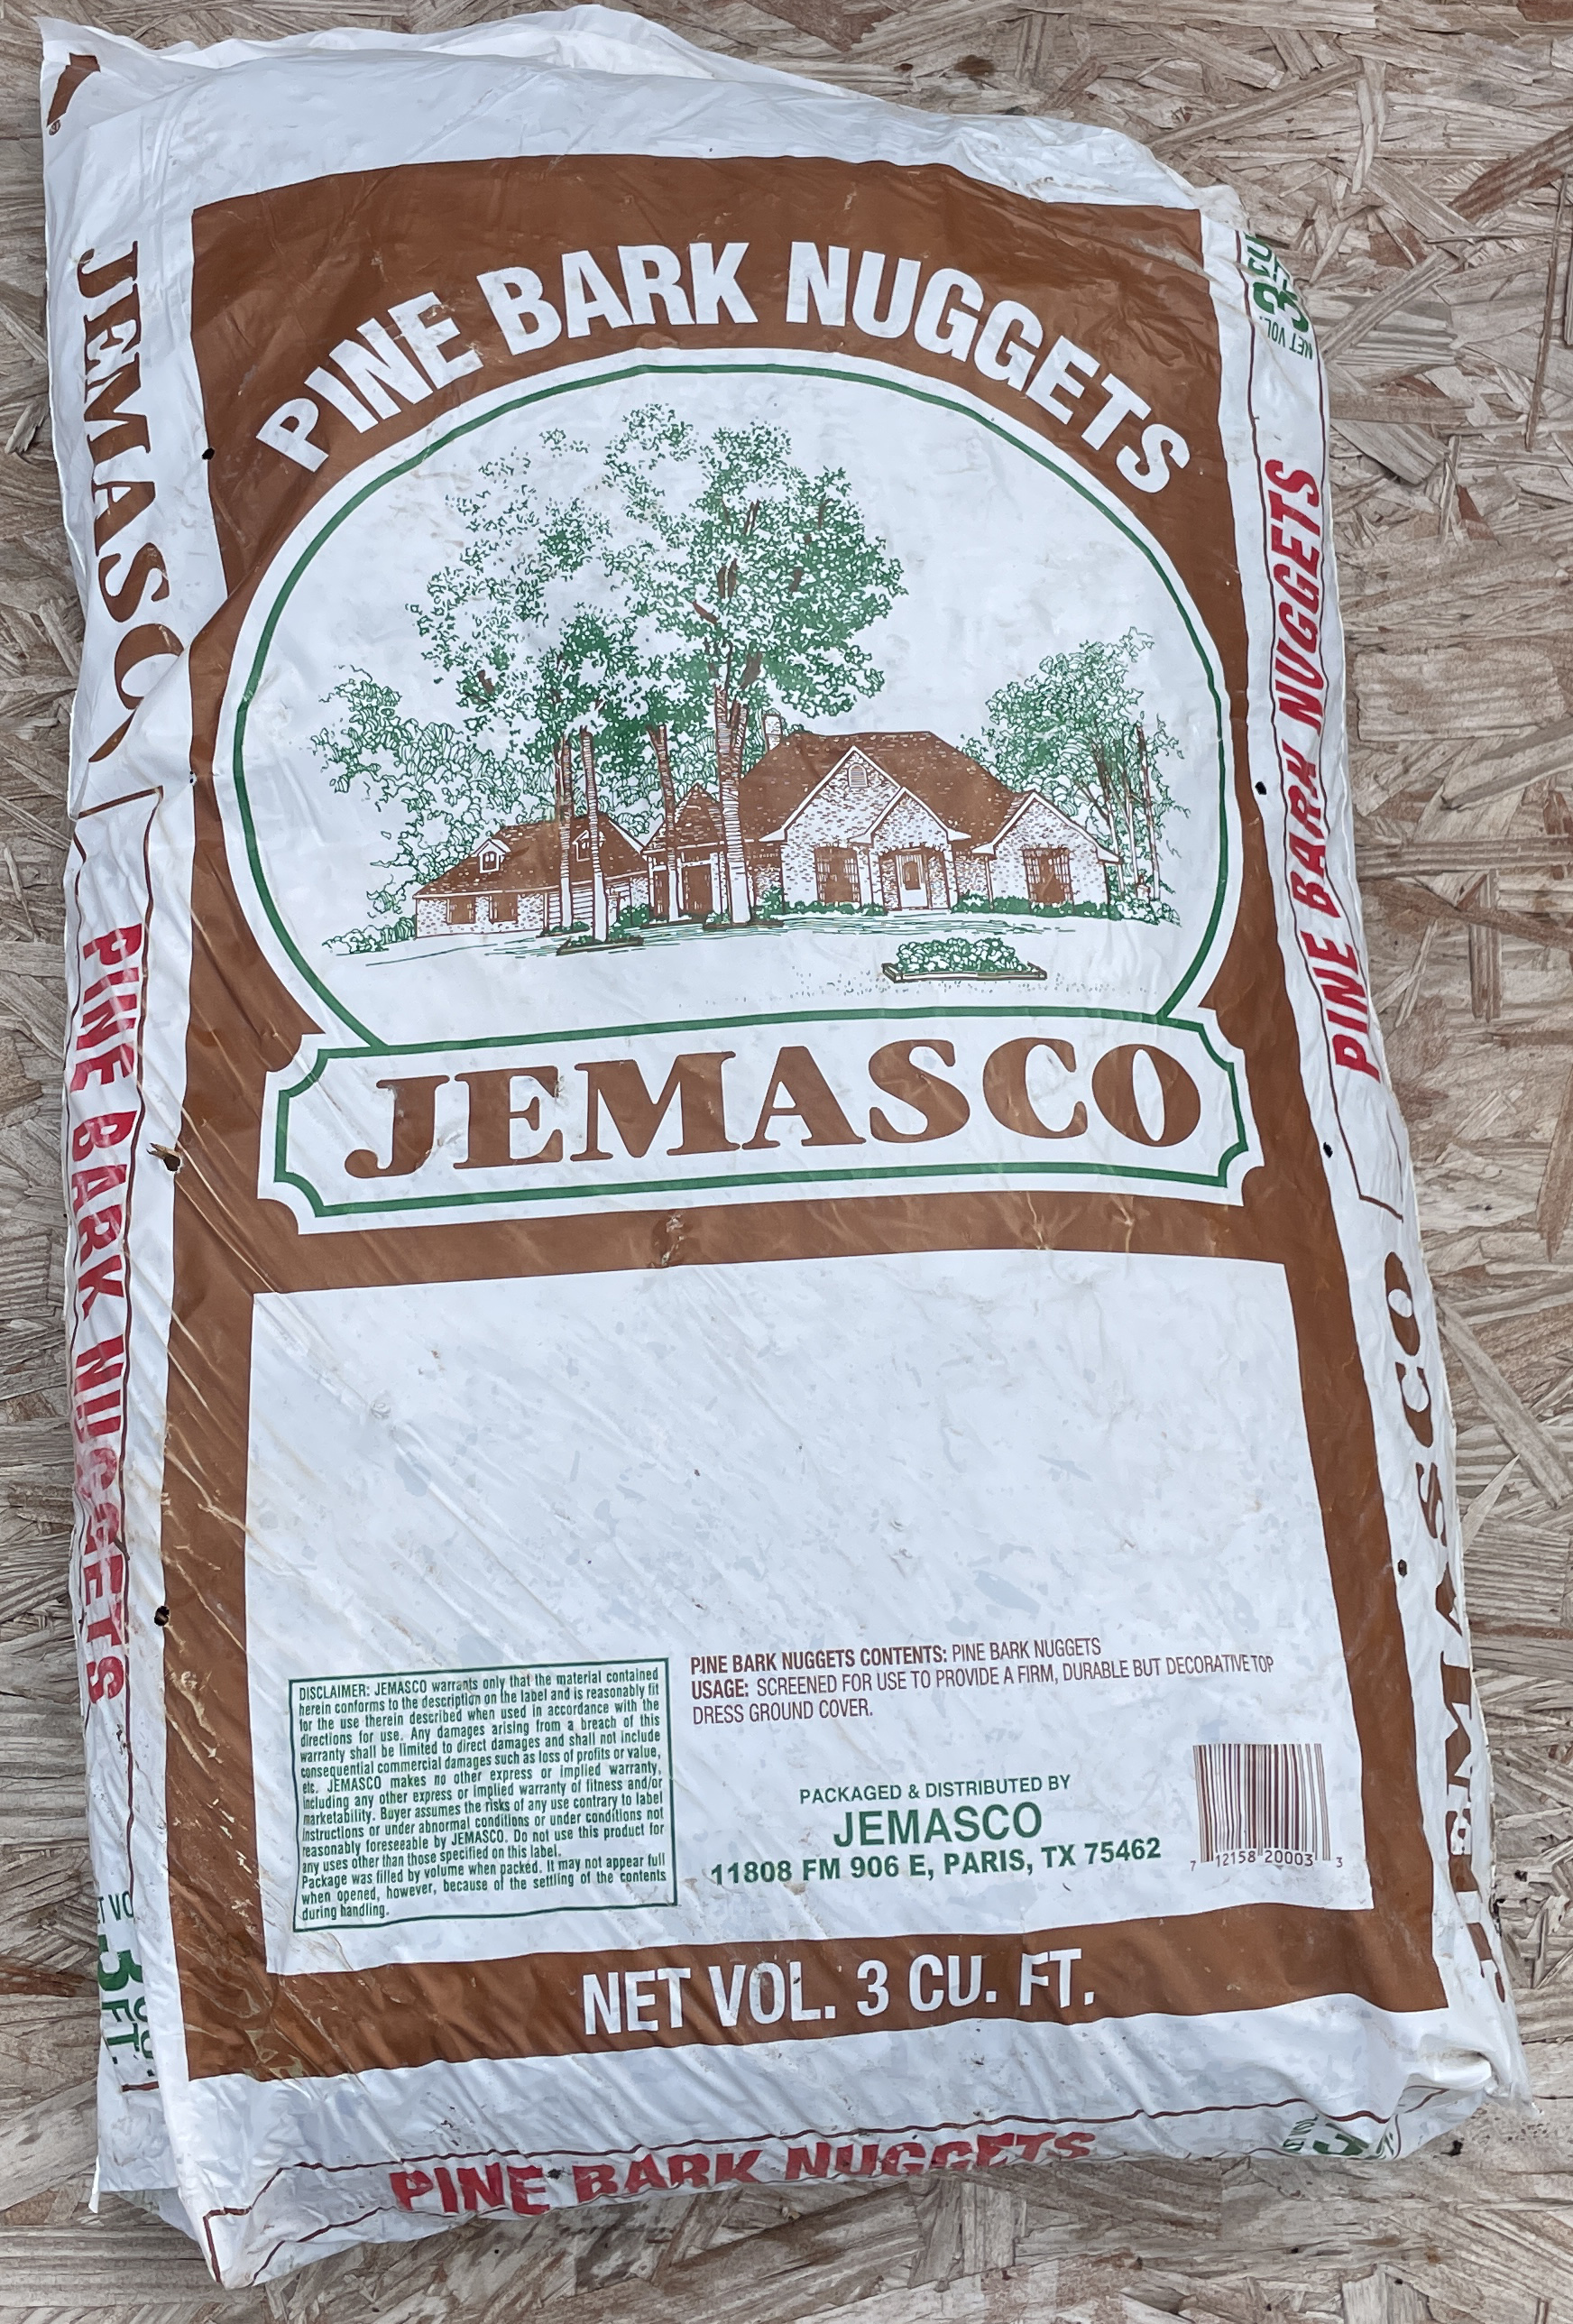 PINE BARK NUGGETS
JEMASCO
DISCLAIMER: JEMASCO warrants only that the material contained
herein conforms to the description on the label and is reasonably fit
for the use therein described when used in accordance with the
directions for use. Any damages arising from a breach of this
warranty shall be limited to direct damages and shall not include
consequential commercial damages such as loss of profits or value,
etc. JEMASCO makes no other express or implied warranty,
including any other express or implied warranty of fitness and/or
marketability. Buyer assumes the risks of any use contrary to label
instructions or under abnormal conditions or under conditions not
reasonably foreseeable by JEMASCO. Do not use this product for
any uses other than those specified on this label.
Package was filled by volume when packed. It may not appear full
when opened, however, because of the settling of the contents
during handling.
PINE BARK NUGGETS CONTENTS: PINE BARK NUGGETS
USAGE: SCREENED FOR USE TO PROVIDE A FIRM, DURABLE BUT DECORATIVE TOP
DRESS GROUND COVER.
PACKAGED & DISTRIBUTED BY
JEMASCO
11808 FM 906 E, PARIS, TX 75462
7 12158 20003 3
NET VOL. 3 CU. FT.
JEMASCO
PINE BARK NUGGETS
3 CU. FT.
NET VOL. 3
PINE BARK NUGGETS
JEMASCO
PINE BARK NUGGETS